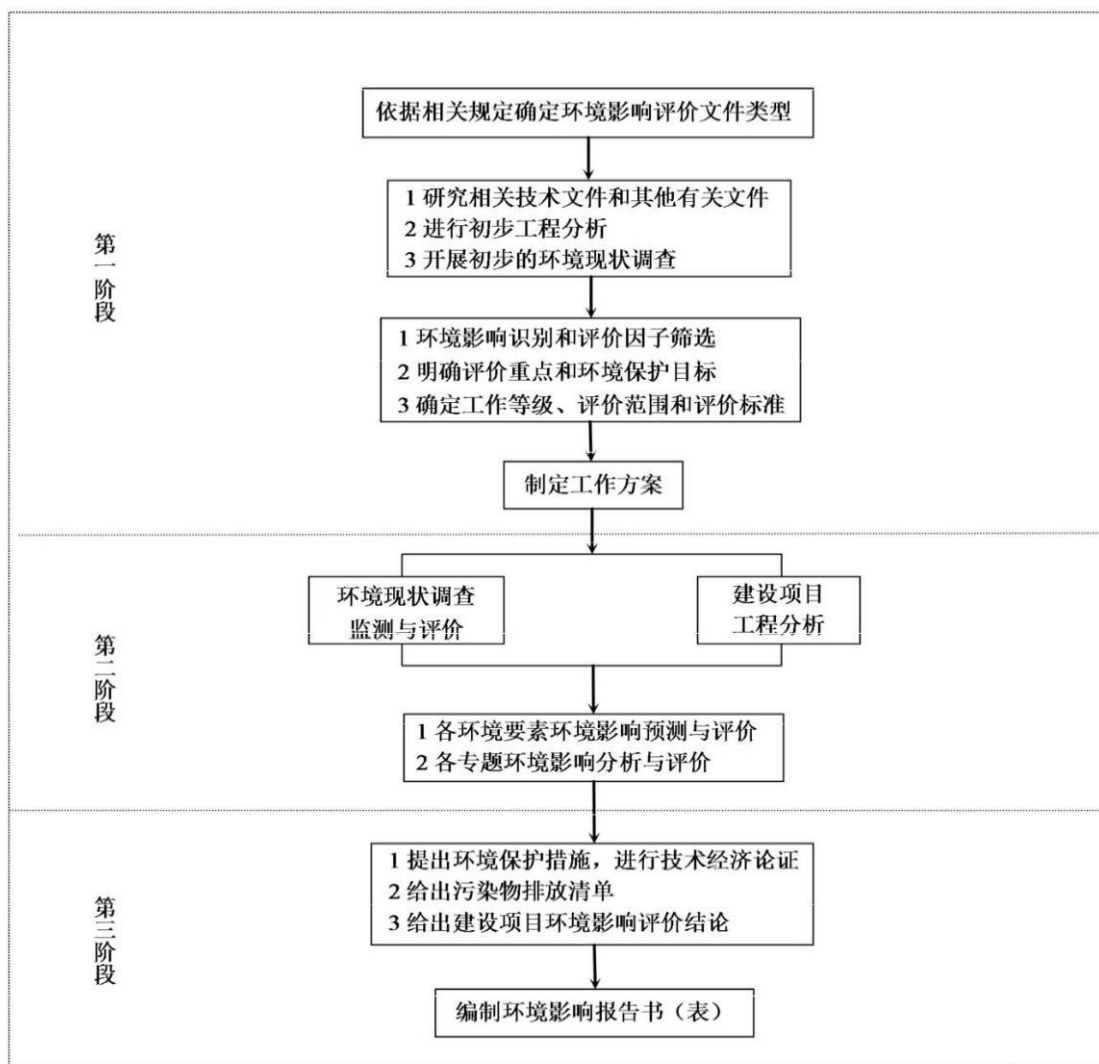 依据相关规定确定环境影响评价文件类型
1 研究相关技术文件和其他有关文件
2 进行初步工程分析
3 开展初步的环境现状调查
第一阶段
1 环境影响识别和评价因子筛选
2 明确评价重点和环境保护目标
3 确定工作等级、评价范围和评价标准
制定工作方案
环境现状调查
监测与评价
建设项目
工程分析
第二阶段
1 各环境要素环境影响预测与评价
2 各专题环境影响分析与评价
1 提出环境保护措施，进行技术经济论证
2 给出污染物排放清单
3 给出建设项目环境影响评价结论
第三阶段
编制环境影响报告书（表）